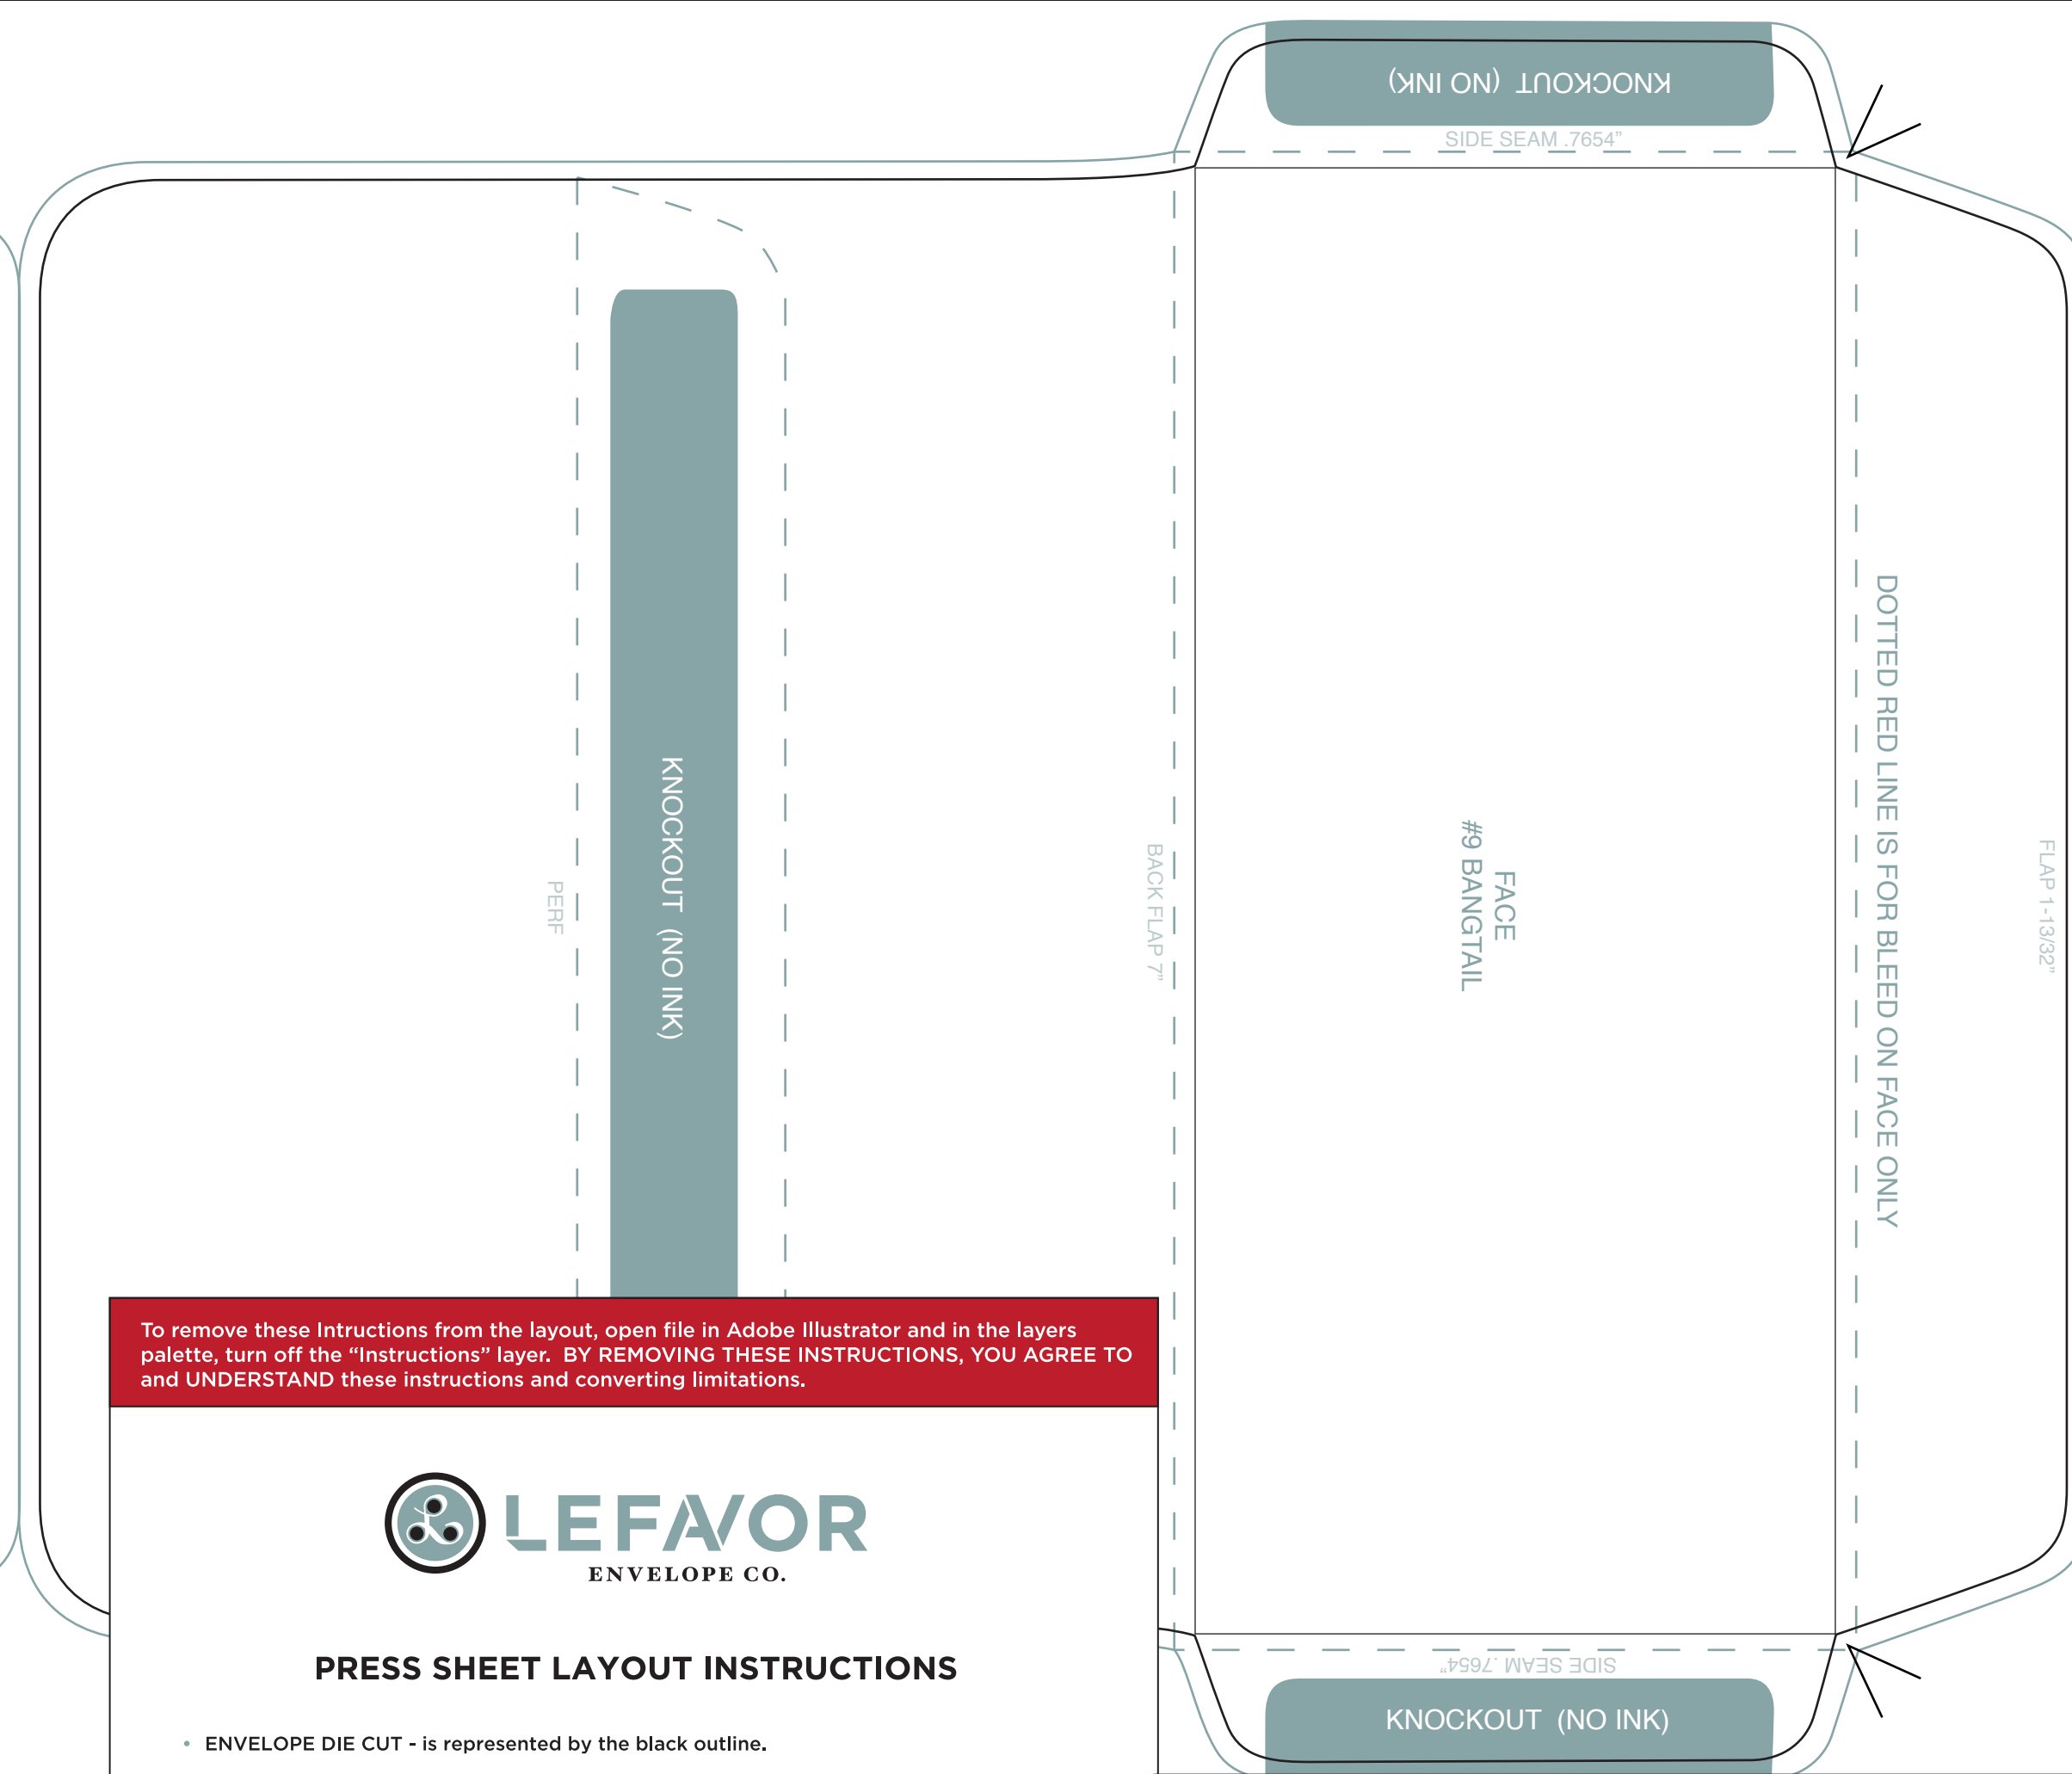 KNOCKOUT (NO INK)
SIDE SEAM .7654”
PERF
KNOCKOUT (NO INK)
BACK FLAP 7”
FACE
#9 BANGTAIL
DOTTED RED LINE IS FOR BLEED ON FACE ONLY
FLAP 1-13/32”
To remove these Intructions from the layout, open file in Adobe Illustrator and in the layers
palette, turn off the “Instructions” layer. BY REMOVING THESE INSTRUCTIONS, YOU AGREE TO
and UNDERSTAND these instructions and converting limitations.
L
LEFAVOR
ENVELOPE CO.
PRESS SHEET LAYOUT INSTRUCTIONS
• ENVELOPE DIE CUT - is represented by the black outline.
SIDE SEAM .7654”
KNOCKOUT (NO INK)